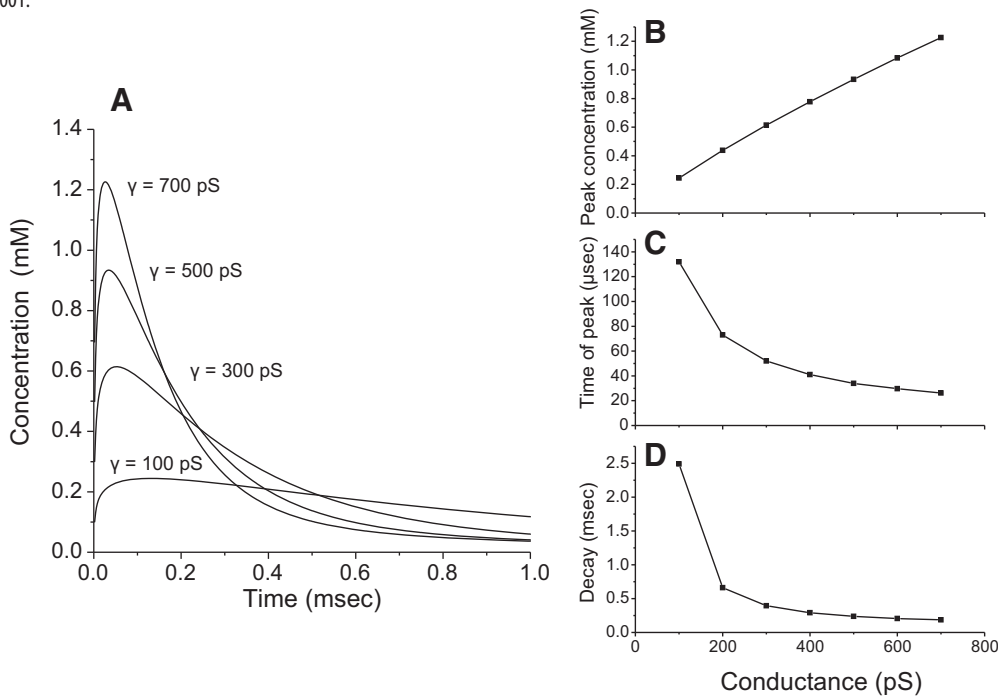 001.
A
Concentration (mM)
1.4
1.2
1.0
0.8
0.6
0.4
0.2
0.0
γ = 700 pS
γ = 500 pS
γ = 300 pS
γ = 100 pS
0.0 0.2 0.4 0.6 0.8 1.0
Time (msec)
B
Peak concentration (mM)
1.2
1.0
0.8
0.6
0.4
0.2
0.0
C
Time of peak (µsec)
140
120
100
80
60
40
20
0
D
Decay (msec)
2.5
2.0
1.5
1.0
0.5
0.0
0 200 400 600 800
Conductance (pS)